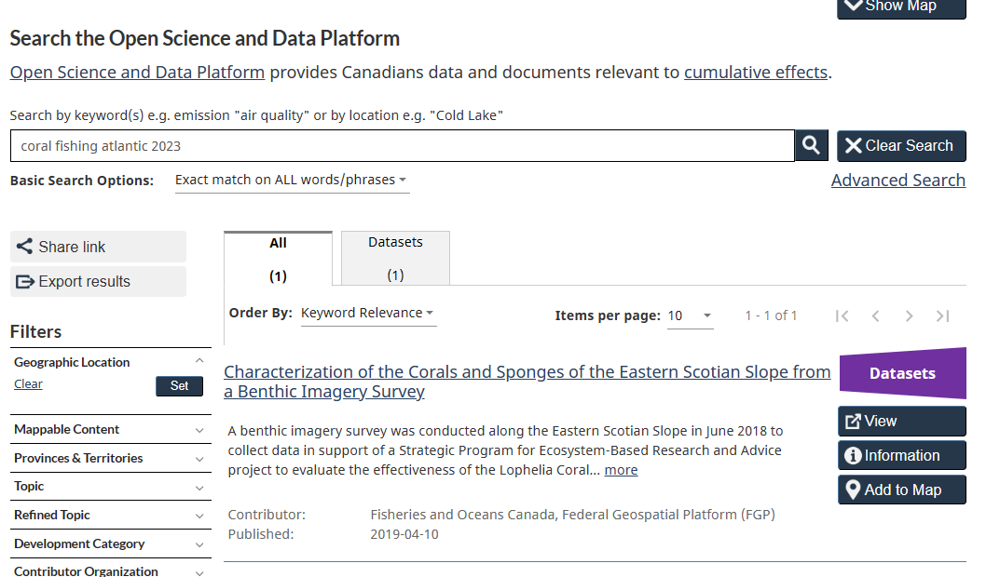 Show Map
Search the Open Science and Data Platform
Open Science and Data Platform provides Canadians data and documents relevant to cumulative effects.
Search by keyword(s) e.g. emission "air quality" or by location e.g. "Cold Lake"
coral fishing atlantic 2023
Clear Search
Basic Search Options: Exact match on ALL words/phrases
Advanced Search
Share link
Export results
Filters
Geographic Location
Clear
Set
Mappable Content
Provinces & Territories
Topic
Refined Topic
Development Category
Contributor Organization
All
(1)
Datasets
(1)
Order By: Keyword Relevance
Items per page: 10
1 - 1 of 1
Characterization of the Corals and Sponges of the Eastern Scotian Slope from
a Benthic Imagery Survey
A benthic imagery survey was conducted along the Eastern Scotian Slope in June 2018 to
collect data in support of a Strategic Program for Ecosystem-Based Research and Advice
project to evaluate the effectiveness of the Lophelia Coral... more
Contributor: Fisheries and Oceans Canada, Federal Geospatial Platform (FGP)
Published: 2019-04-10
Datasets
View
Information
Add to Map